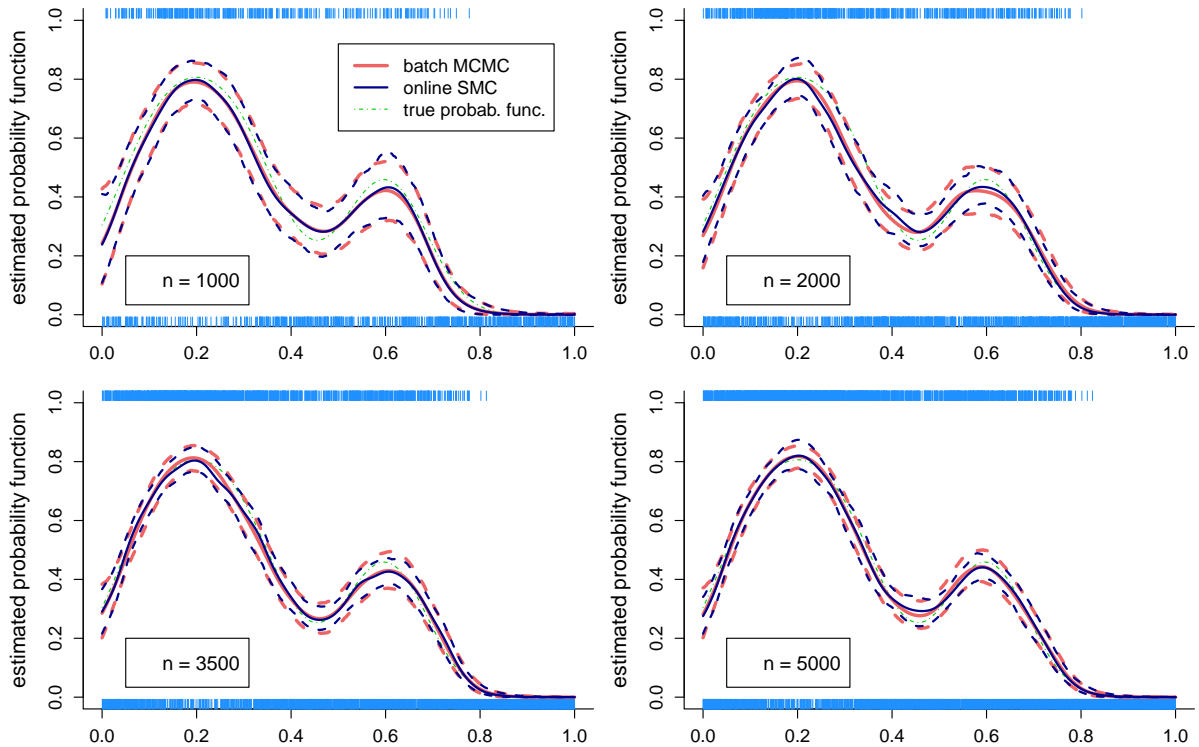 estimated probability function
0.0 0.2 0.4 0.6 0.8 1.0
batch MCMC
online SMC
true probab. func.
n = 1000
0.0 0.2 0.4 0.6 0.8 1.0
estimated probability function
0.0 0.2 0.4 0.6 0.8 1.0
n = 2000
0.0 0.2 0.4 0.6 0.8 1.0
estimated probability function
0.0 0.2 0.4 0.6 0.8 1.0
n = 3500
0.0 0.2 0.4 0.6 0.8 1.0
estimated probability function
0.0 0.2 0.4 0.6 0.8 1.0
n = 5000
0.0 0.2 0.4 0.6 0.8 1.0